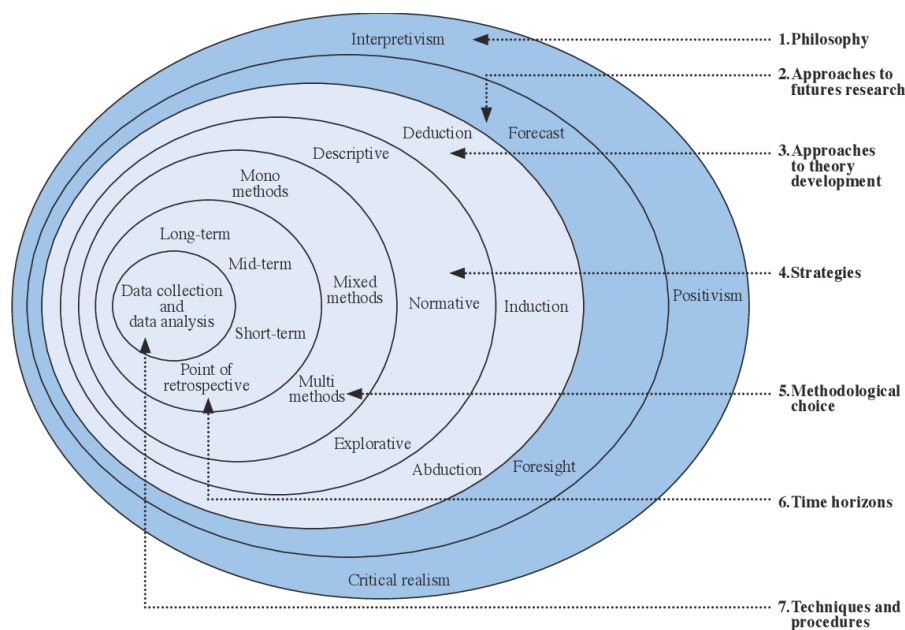 Interpretivism
1.Philosophy
2.Approaches to
futures research
Deduction
Forecast
3.Approaches
to theory
development
Descriptive
Mono
methods
Long-term
Mid-term
4.Strategies
Data collection
and
data analysis
Mixed
methods
Normative
Induction
Positivism
Short-term
Point of
retrospective
Multi
methods
5.Methodological
choice
Explorative
Abduction
Foresight
6.Time horizons
Critical realism
7.Techniques and
procedures